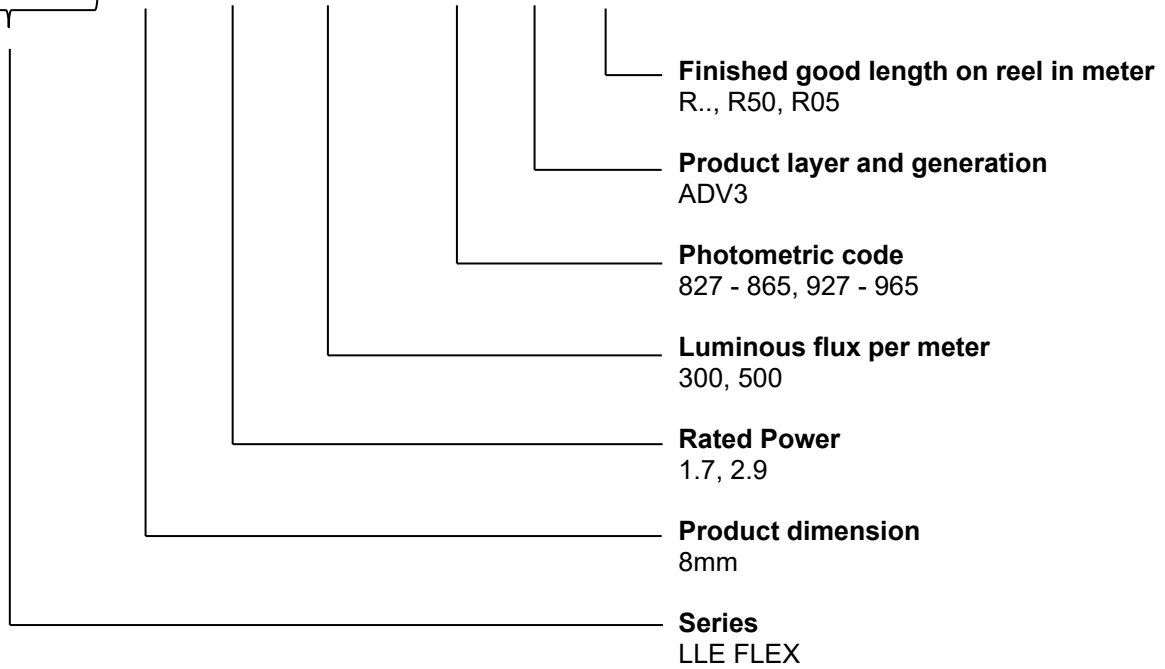 Finished good length on reel in meter
R.., R50, R05
Product layer and generation
ADV3
Photometric code
827 - 865, 927 - 965
Luminous flux per meter
300, 500
Rated Power
1.7, 2.9
Product dimension
8mm
Series
LLE FLEX